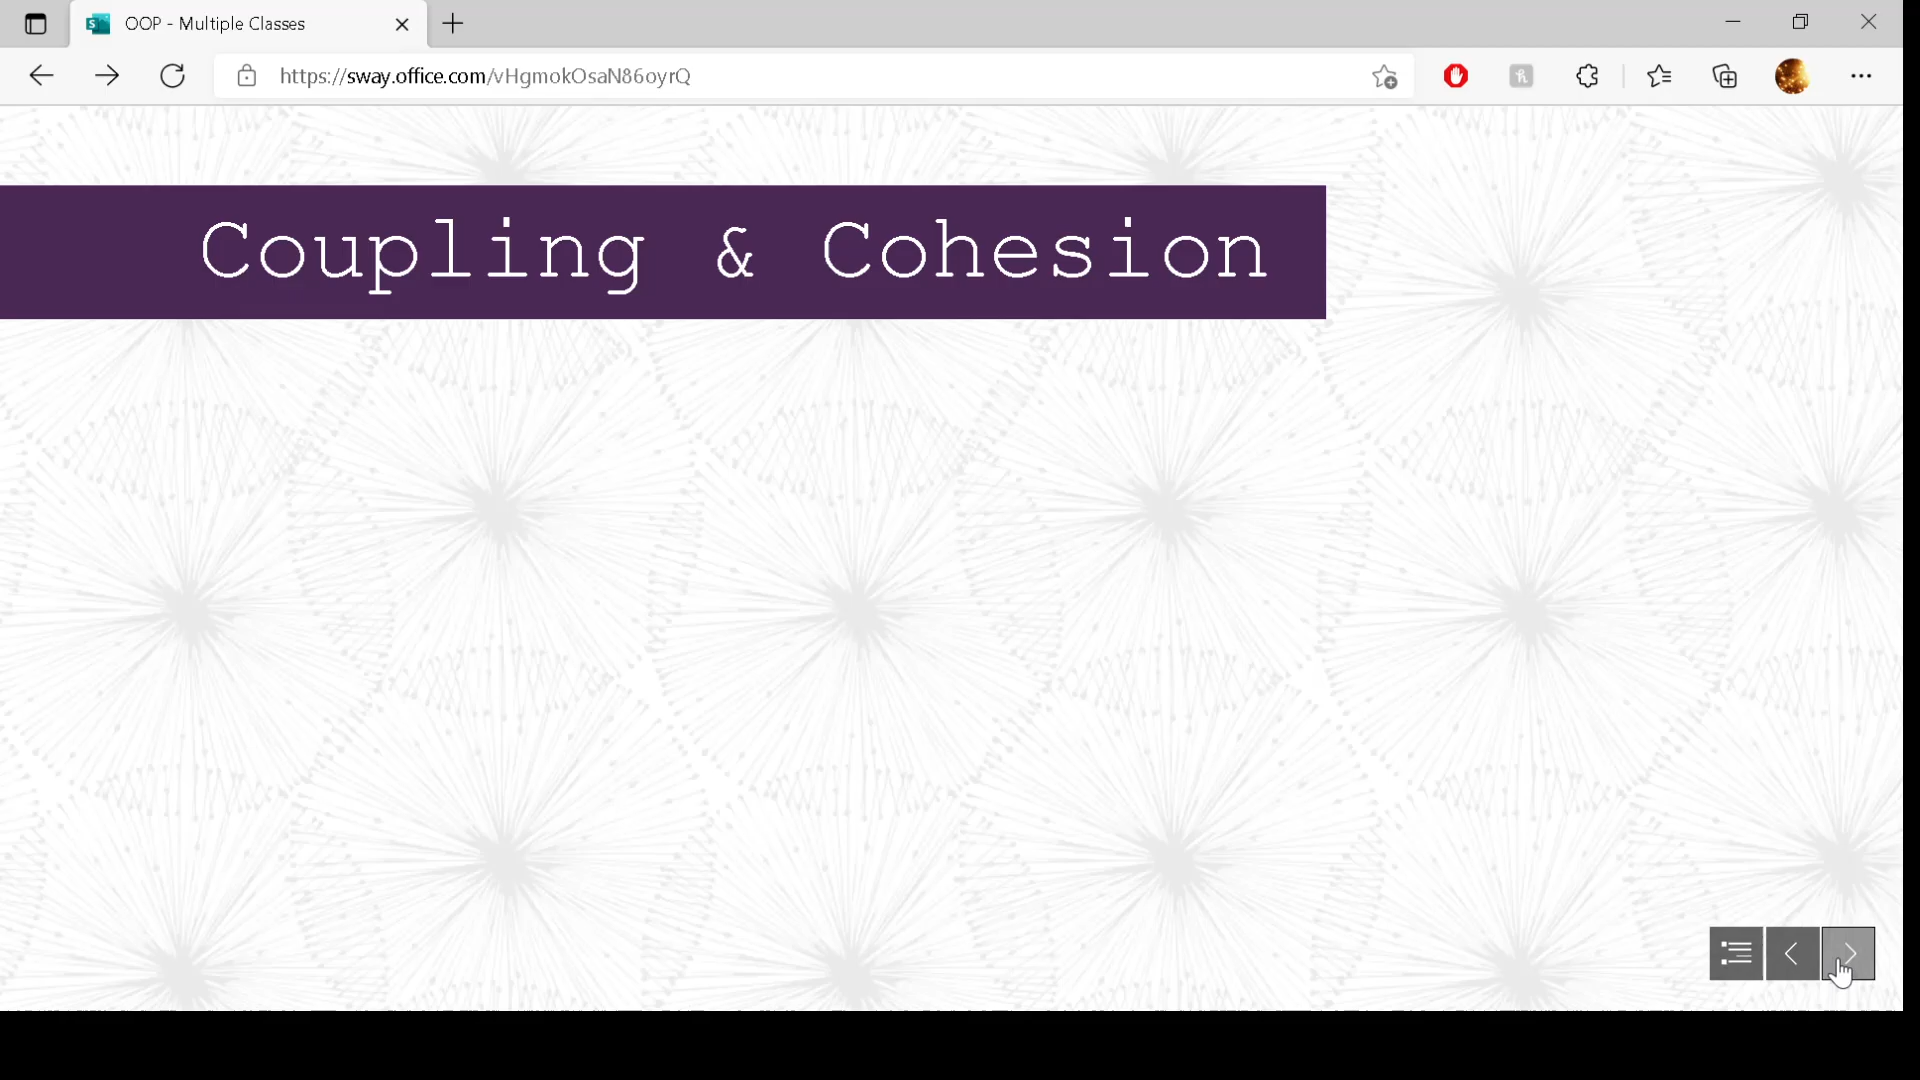 OOP - Multiple Classes
https://sway.office.com/vHgmokOsaN86oyrQ
Coupling & Cohesion